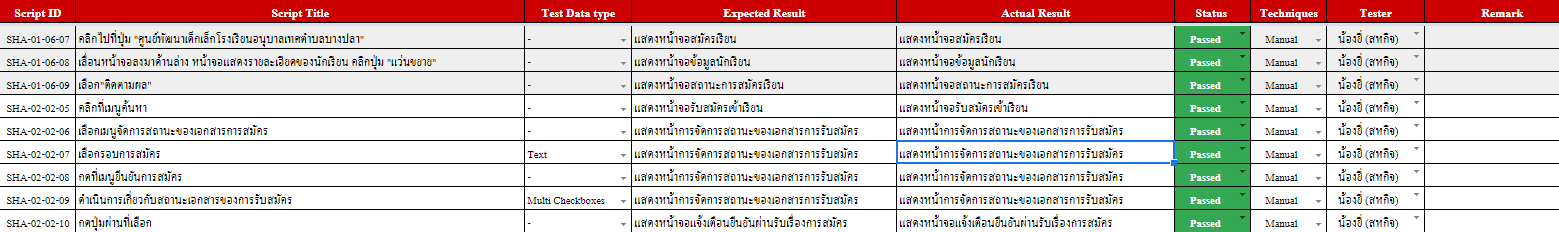 Script ID Script Title Test Data type Expected Result Actual Result Status Techniques Tester Remark
SHA-01-06-07 คลิกไปที่ปุ่ม "ศูนย์พัฒนาเด็กเล็กโรงเรียนอนุบาลเทศตำบลบางปลา" - แสดงหน้าจอสมัครเรียน แสดงหน้าจอสมัครเรียน Passed Manual น้องยี่ (สหกิจ)
SHA-01-06-08 เลื่อนหน้าจอลงมาด้านล่าง หน้าจอแสดงรายละเอียดของนักเรียน คลิกปุ่ม "แว่นขยาย" - แสดงหน้าจอข้อมูลนักเรียน แสดงหน้าจอข้อมูลนักเรียน Passed Manual น้องยี่ (สหกิจ)
SHA-01-06-09 เลือก"ติดตามผล" - แสดงหน้าจอสถานะการสมัครเรียน แสดงหน้าจอสถานะการสมัครเรียน Passed Manual น้องยี่ (สหกิจ)
SHA-02-02-05 คลิกที่เมนูค้นหา - แสดงหน้าจอรับสมัครเข้าเรียน แสดงหน้าจอรับสมัครเข้าเรียน Passed Manual น้องยี่ (สหกิจ)
SHA-02-02-06 เลือกเมนูจัดการสถานะของเอกสารการสมัคร - แสดงหน้าการจัดการสถานะของเอกสารการรับสมัคร แสดงหน้าการจัดการสถานะของเอกสารการรับสมัคร Passed Manual น้องยี่ (สหกิจ)
SHA-02-02-07 เลือกรอบการสมัคร Text แสดงหน้าการจัดการสถานะของเอกสารการรับสมัคร แสดงหน้าการจัดการสถานะของเอกสารการรับสมัคร Passed Manual น้องยี่ (สหกิจ)
SHA-02-02-08 กดที่เมนูยืนยันการสมัคร - แสดงหน้าการจัดการสถานะของเอกสารการรับสมัคร แสดงหน้าการจัดการสถานะของเอกสารการรับสมัคร Passed Manual น้องยี่ (สหกิจ)
SHA-02-02-09 ดำเนินการเกี่ยวกับสถานะเอกสารของการรับสมัคร Multi Checkboxes แสดงหน้าการจัดการสถานะของเอกสารการรับสมัคร แสดงหน้าการจัดการสถานะของเอกสารการรับสมัคร Passed Manual น้องยี่ (สหกิจ)
SHA-02-02-10 กดปุ่มผ่านที่เลือก - แสดงหน้าจอแจ้งเตือนยืนยันผ่านรับเรื่องการสมัคร แสดงหน้าจอแจ้งเตือนยืนยันผ่านรับเรื่องการสมัคร Passed Manual น้องยี่ (สหกิจ)